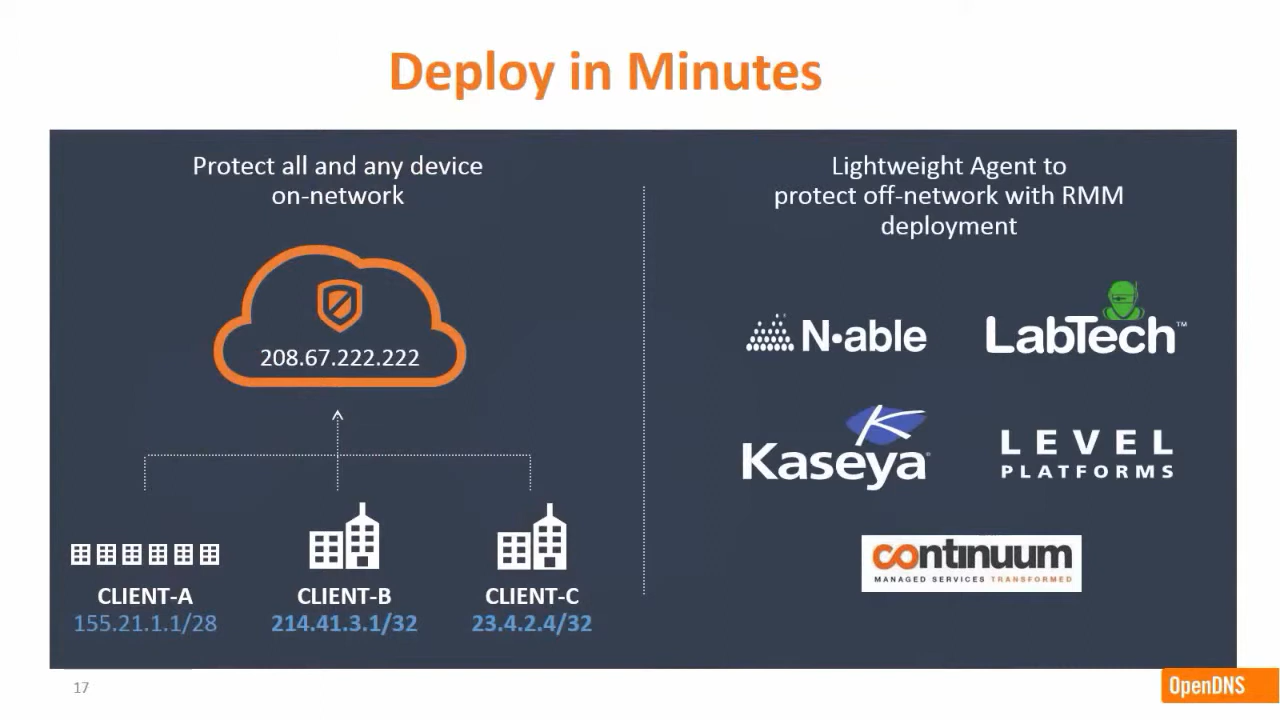 Deploy in Minutes
Protect all and any device
on-network
208.67.222.222
CLIENT-A
155.21.1.1/28
CLIENT-B
214.41.3.1/32
CLIENT-C
23.4.2.4/32
Lightweight Agent to
protect off-network with RMM
deployment
N•able
LabTech™
Kaseya
LEVEL
PLATFORMS
continuum
MANAGED SERVICES TRANSFORMED
17
OpenDNS